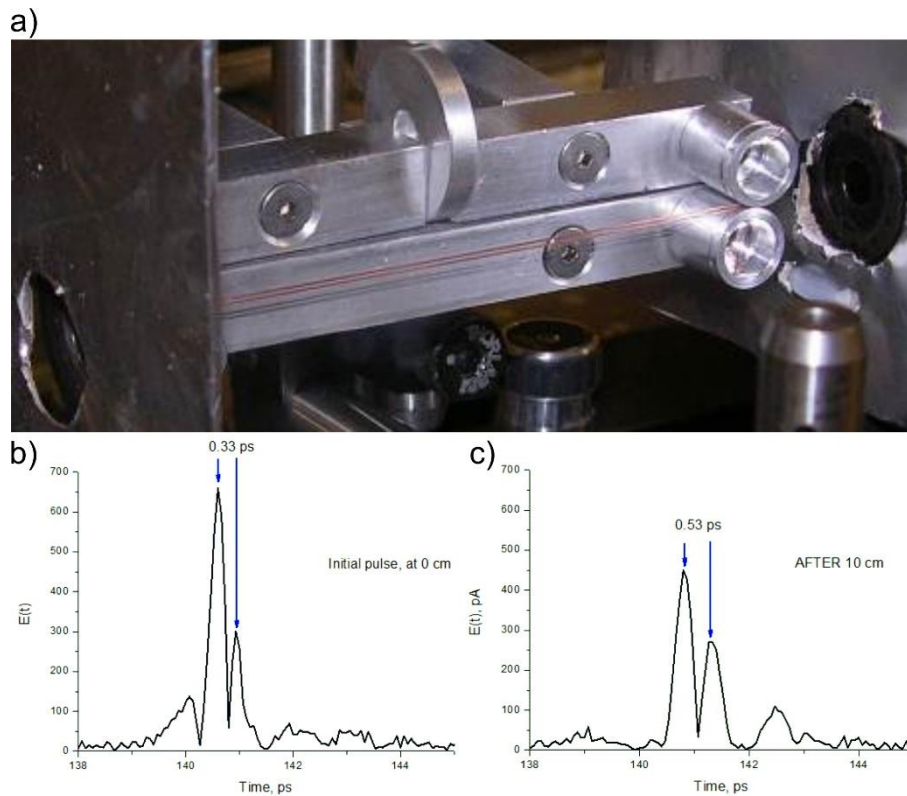 a)
b)
0.33 ps
700
600
500
400
300
200
100
0
E(t)
Initial pulse, at 0 cm
138
140
142
144
Time, ps
c)
0.53 ps
700
600
500
400
300
200
100
0
E(t), pA
AFTER 10 cm
138
140
142
144
Time, ps